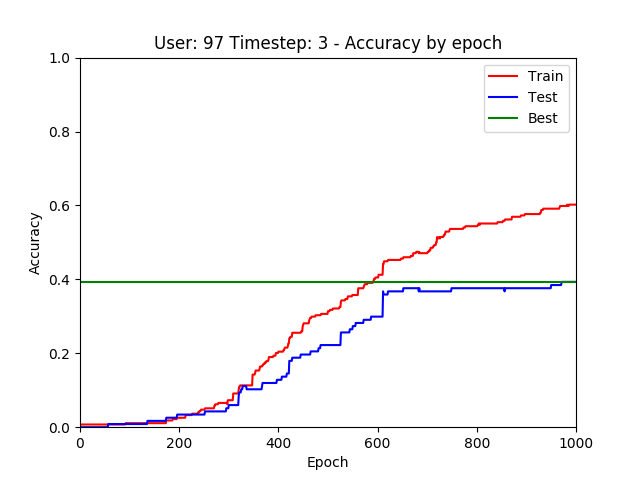 User: 97 Timestep: 3 - Accuracy by epoch
Train
Test
Best
1.0
0.8
0.6
0.4
0.2
0.0
Accuracy
0 200 400 600 800 1000
Epoch